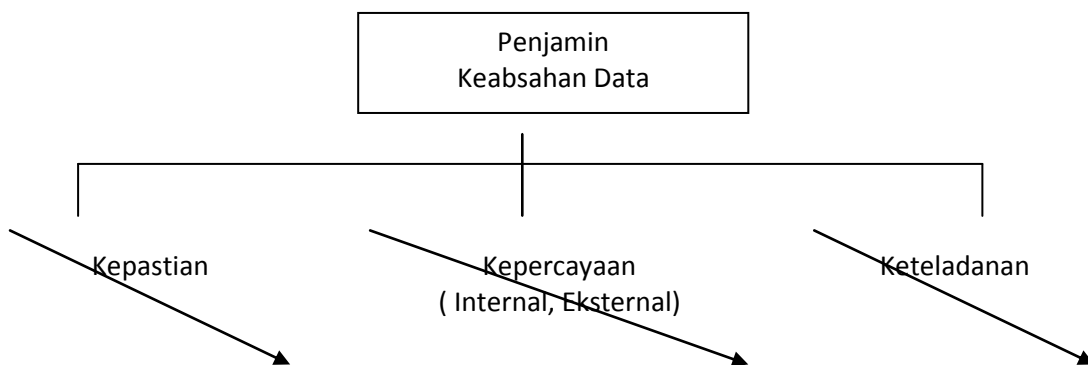 Penjamin
Keabsahan Data
Kepastian
Kepercayaan
( Internal, Eksternal)
Keteladanan